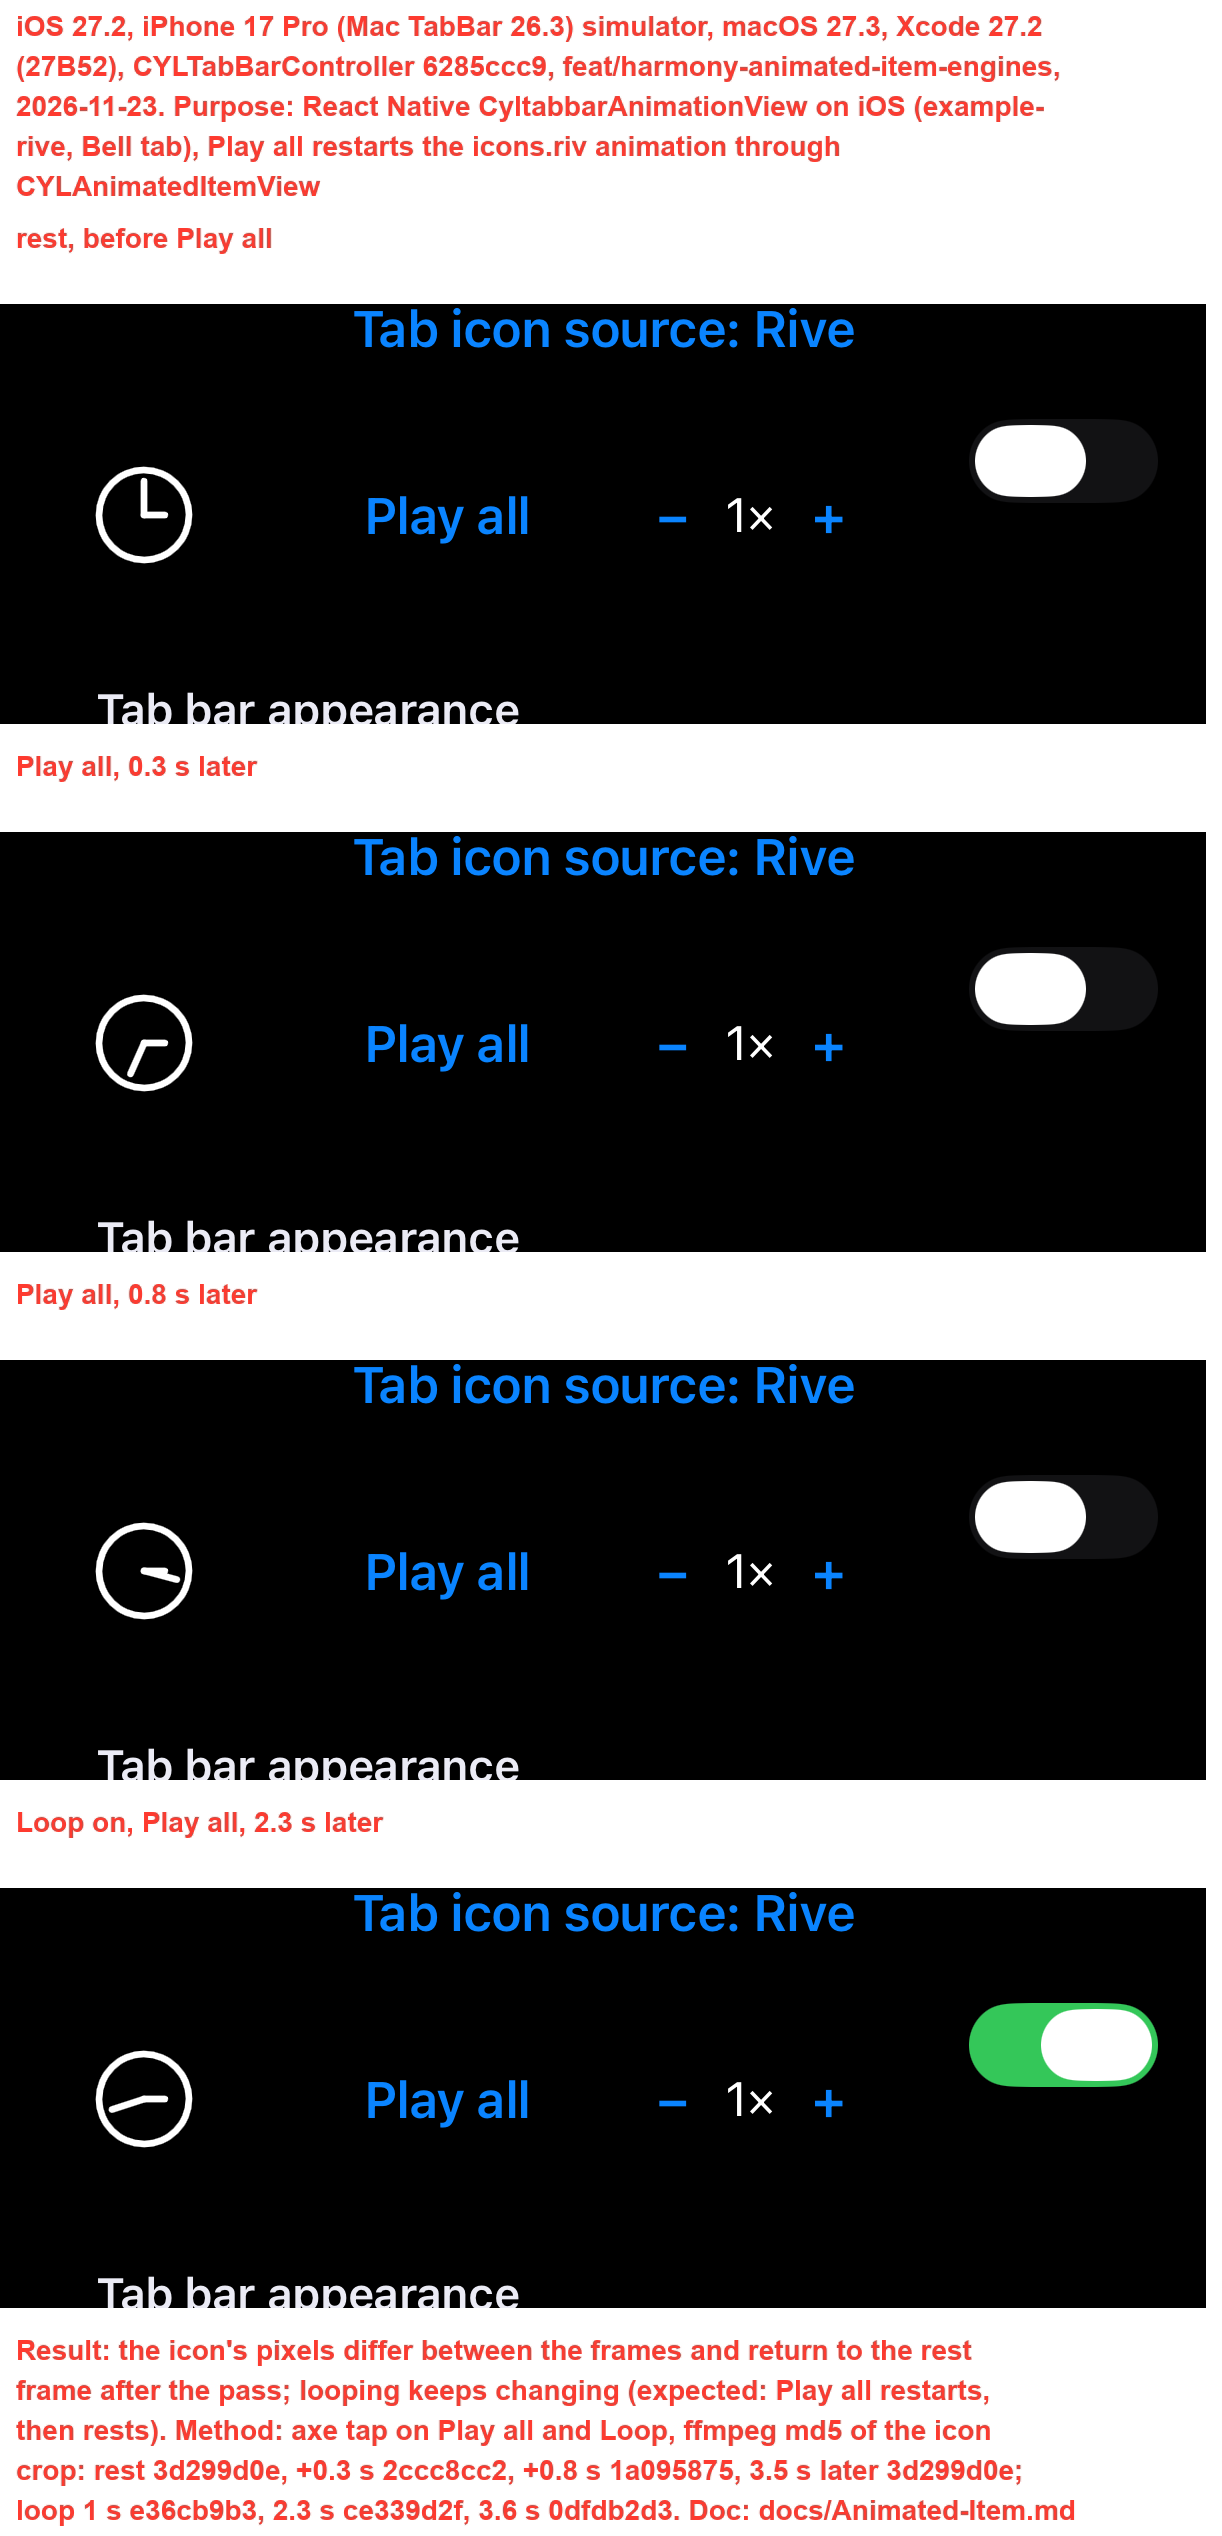 iOS 27.2, iPhone 17 Pro (Mac TabBar 26.3) simulator, macOS 27.3, Xcode 27.2
(27B52), CYLTabBarController 6285ccc9, feat/harmony-animated-item-engines,
2026-11-23. Purpose: React Native CyltabbarAnimationView on iOS (example-
rive, Bell tab), Play all restarts the icons.riv animation through
CYLAnimatedItemView
rest, before Play all
Tab icon source: Rive
Play all – 1× +
Tab bar appearance
Play all, 0.3 s later
Tab icon source: Rive
Play all – 1× +
Tab bar appearance
Play all, 0.8 s later
Tab icon source: Rive
Play all – 1× +
Tab bar appearance
Loop on, Play all, 2.3 s later
Tab icon source: Rive
Play all – 1× +
Tab bar appearance
Result: the icon's pixels differ between the frames and return to the rest
frame after the pass; looping keeps changing (expected: Play all restarts,
then rests). Method: axe tap on Play all and Loop, ffmpeg md5 of the icon
crop: rest 3d299d0e, +0.3 s 2ccc8cc2, +0.8 s 1a095875, 3.5 s later 3d299d0e;
loop 1 s e36cb9b3, 2.3 s ce339d2f, 3.6 s 0dfdb2d3. Doc: docs/Animated-Item.md